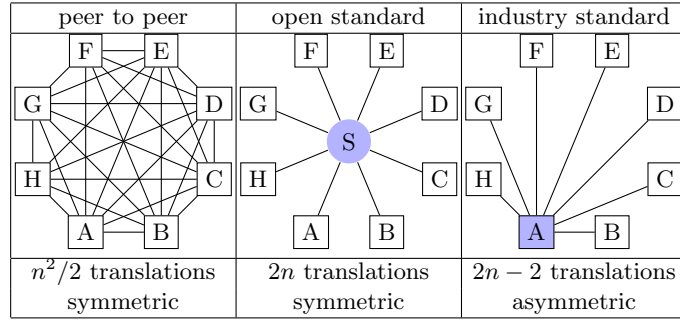 peer to peer open standard industry standard
F E F E F E
G D G D G D
S
H C H C H C
A B A B A B
n²/2 translations 2n translations 2n − 2 translations
symmetric symmetric asymmetric